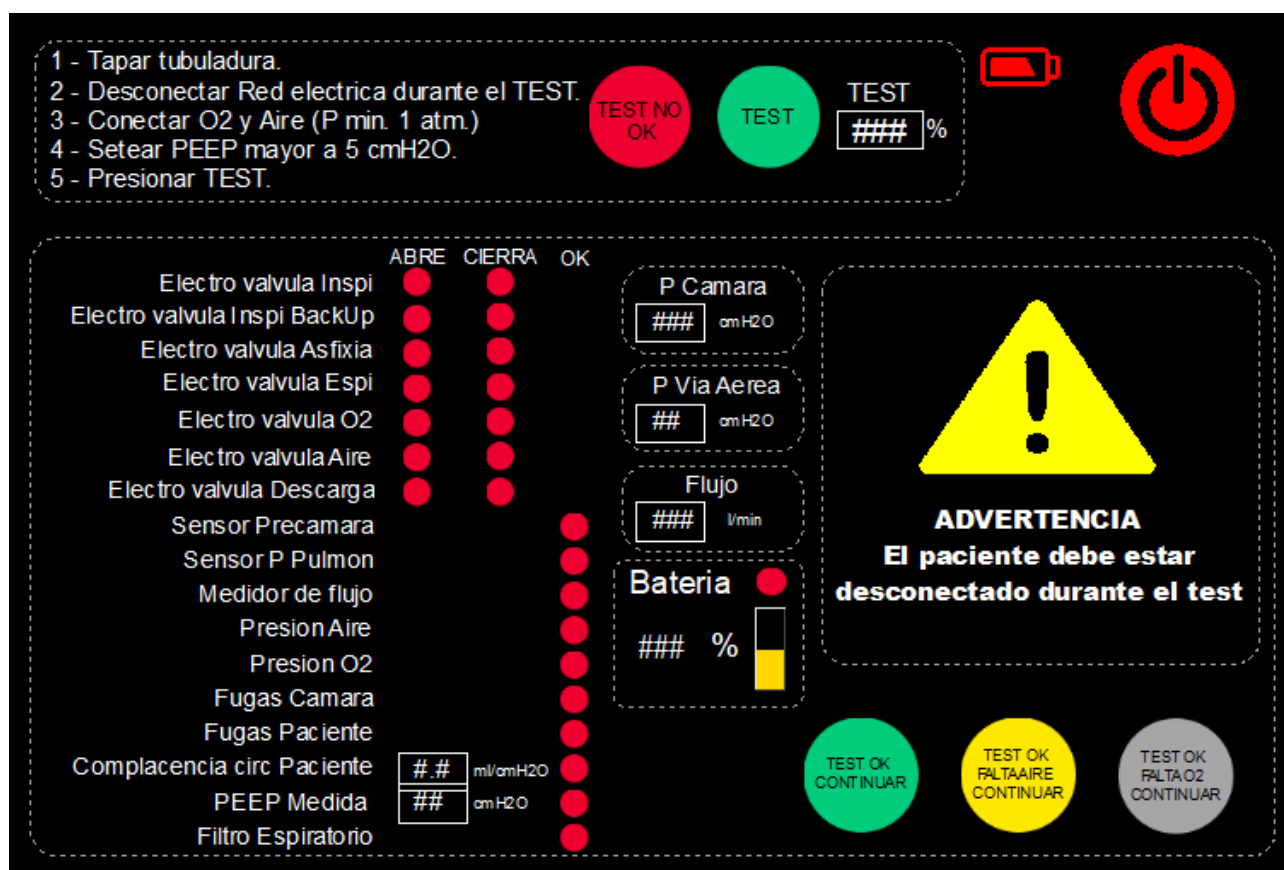 1 - Tapar tubuladura.
2 - Desconectar Red electrica durante el TEST.
3 - Conectar O2 y Aire (P min. 1 atm.)
4 - Setear PEEP mayor a 5 cmH2O.
5 - Presionar TEST.
TEST NO
OK
TEST
TEST
### %
ABRE CIERRA OK
Electro valvula Inspi
Electro valvula Inspi BackUp
Electro valvula Asfixia
Electro valvula Espi
Electro valvula O2
Electro valvula Aire
Electro valvula Descarga
Sensor Precamara
Sensor P Pulmon
Medidor de flujo
Presion Aire
Presion O2
Fugas Camara
Fugas Paciente
Complacencia circ Paciente #.# ml/cmH2O
PEEP Medida ## cmH2O
Filtro Espiratorio
P Camara
### cmH2O
P Via Aerea
## cmH2O
Flujo
### l/min
Bateria
### %
ADVERTENCIA
El paciente debe estar
desconectado durante el test
TEST OK
CONTINUAR
TEST OK
FALTA AIRE
CONTINUAR
TEST OK
FALTA O2
CONTINUAR